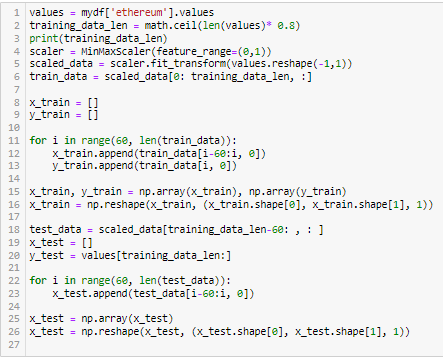 1 values = mydf['ethereum'].values
2 training_data_len = math.ceil(len(values)* 0.8)
3 print(training_data_len)
4 scaler = MinMaxScaler(feature_range=(0,1))
5 scaled_data = scaler.fit_transform(values.reshape(-1,1))
6 train_data = scaled_data[0: training_data_len, :]
7
8 x_train = []
9 y_train = []
10
11 for i in range(60, len(train_data)):
12     x_train.append(train_data[i-60:i, 0])
13     y_train.append(train_data[i, 0])
14
15 x_train, y_train = np.array(x_train), np.array(y_train)
16 x_train = np.reshape(x_train, (x_train.shape[0], x_train.shape[1], 1))
17
18 test_data = scaled_data[training_data_len-60: , : ]
19 x_test = []
20 y_test = values[training_data_len:]
21
22 for i in range(60, len(test_data)):
23     x_test.append(test_data[i-60:i, 0])
24
25 x_test = np.array(x_test)
26 x_test = np.reshape(x_test, (x_test.shape[0], x_test.shape[1], 1))
27